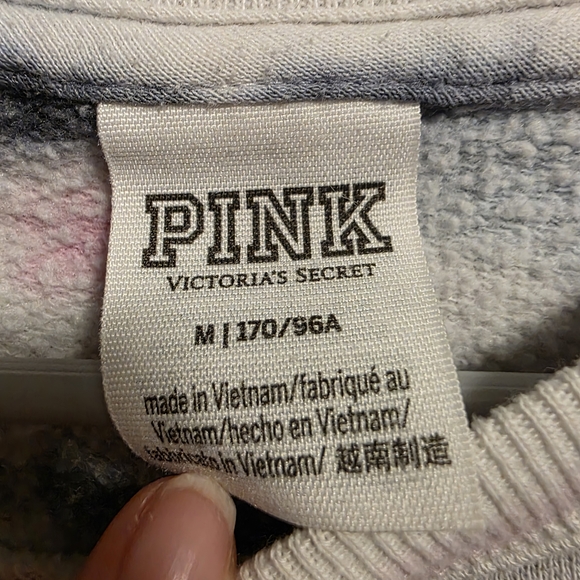 PINK
VICTORIA'S SECRET
M | 170/96A
made in Vietnam/fabriqué au
Vietnam/hecho en Vietnam/
fabbricato in Vietnam/ 越南制造